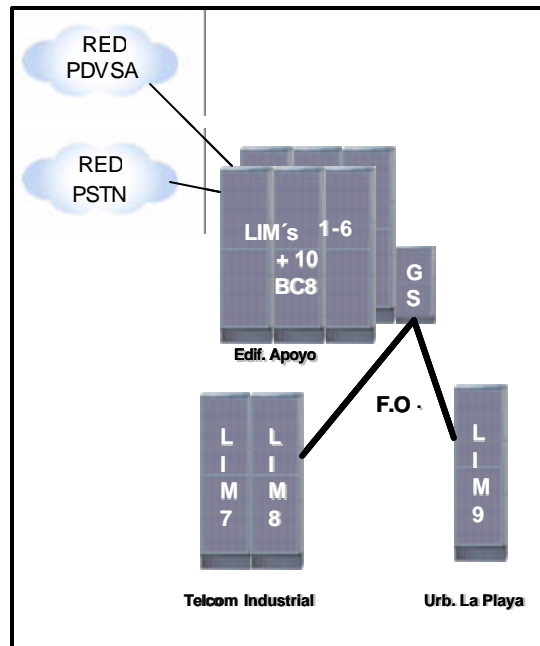 RED
PDVSA
RED
PSTN
LIM´s 1-6
+ 10
BC8
G
S
Edif. Apoyo
F.O .
L
I
M
7
L
I
M
8
L
I
M
9
Telcom Industrial
Urb. La Playa